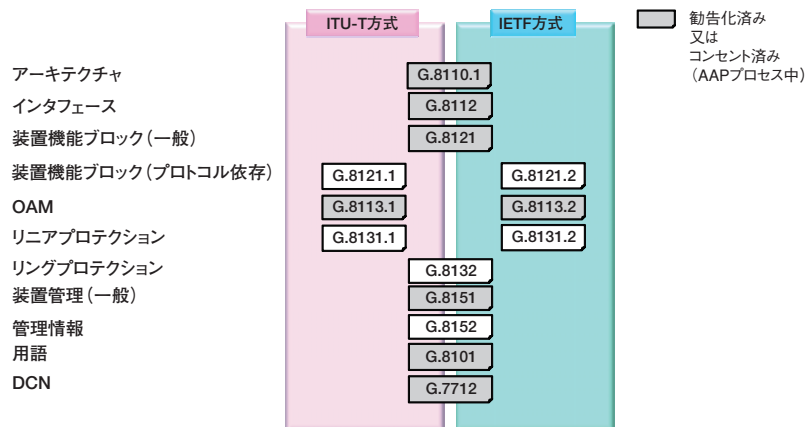 ITU-T方式
IETF方式
勧告化済み
又は
コンセント済み
（AAPプロセス中）
アーキテクチャ
G.8110.1
インタフェース
G.8112
装置機能ブロック（一般）
G.8121
装置機能ブロック（プロトコル依存）
G.8121.1
G.8121.2
OAM
G.8113.1
G.8113.2
リニアプロテクション
G.8131.1
G.8131.2
リングプロテクション
G.8132
装置管理（一般）
G.8151
管理情報
G.8152
用語
G.8101
DCN
G.7712